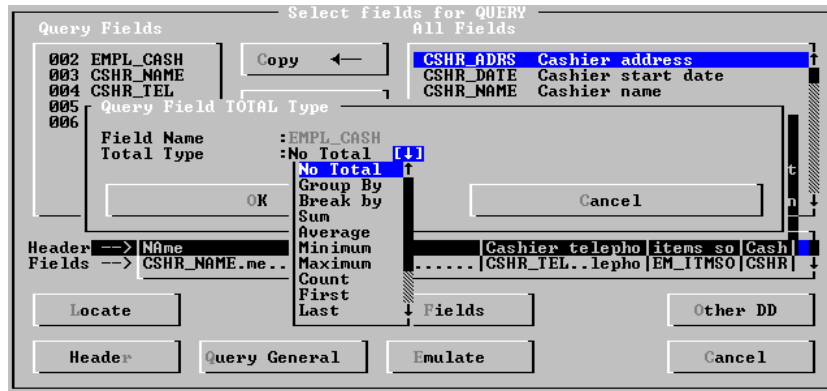 Select fields for QUERY
Query Fields
All Fields
002 EMPL_CASH
003 CSHR_NAME
004 CSHR_TEL
005
006
Copy ←
CSHR_ADRS Cashier address
CSHR_DATE Cashier start date
CSHR_NAME Cashier name
Query Field TOTAL Type
Field Name :EMPL_CASH
Total Type :No Total [↓]
No Total
Group By
Break by
Sum
Average
Minimum
Maximum
Count
First
Last
OK
Cancel
t
n
Header --> NAme |Cashier telepho|items so|Cash|
Fields --> CSHR_NAME.me.. ......|CSHR_TEL..lepho|EM_ITMSO|CSHR|
Locate
Fields
Other DD
Header
Query General
Emulate
Cancel